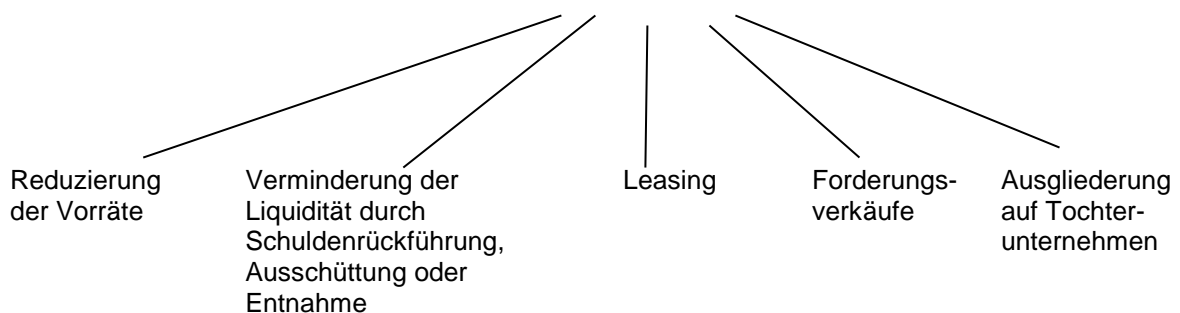 Reduzierung
der Vorräte
Verminderung der
Liquidität durch
Schuldenrückführung,
Ausschüttung oder
Entnahme
Leasing
Forderungs-
verkäufe
Ausgliederung
auf Tochter-
unternehmen